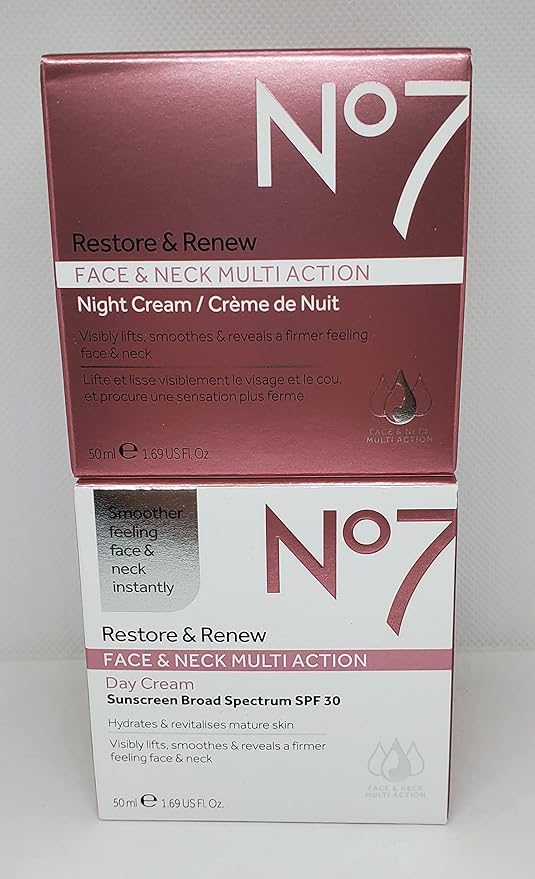 No7
Restore & Renew
FACE & NECK MULTI ACTION
Night Cream / Crème de Nuit
Visibly lifts, smoothes & reveals a firmer feeling
face & neck
Lifte et lisse visiblement le visage et le cou,
et procure une sensation plus ferme
FACE & NECK
MULTI ACTION
50ml ℮ 1.69 US Fl. Oz.
Smoother
feeling
face &
neck
instantly
No7
Restore & Renew
FACE & NECK MULTI ACTION
Day Cream
Sunscreen Broad Spectrum SPF 30
Hydrates & revitalises mature skin
Visibly lifts, smoothes & reveals a firmer
feeling face & neck
FACE & NECK
MULTI ACTION
50ml ℮ 1.69 US Fl. Oz.